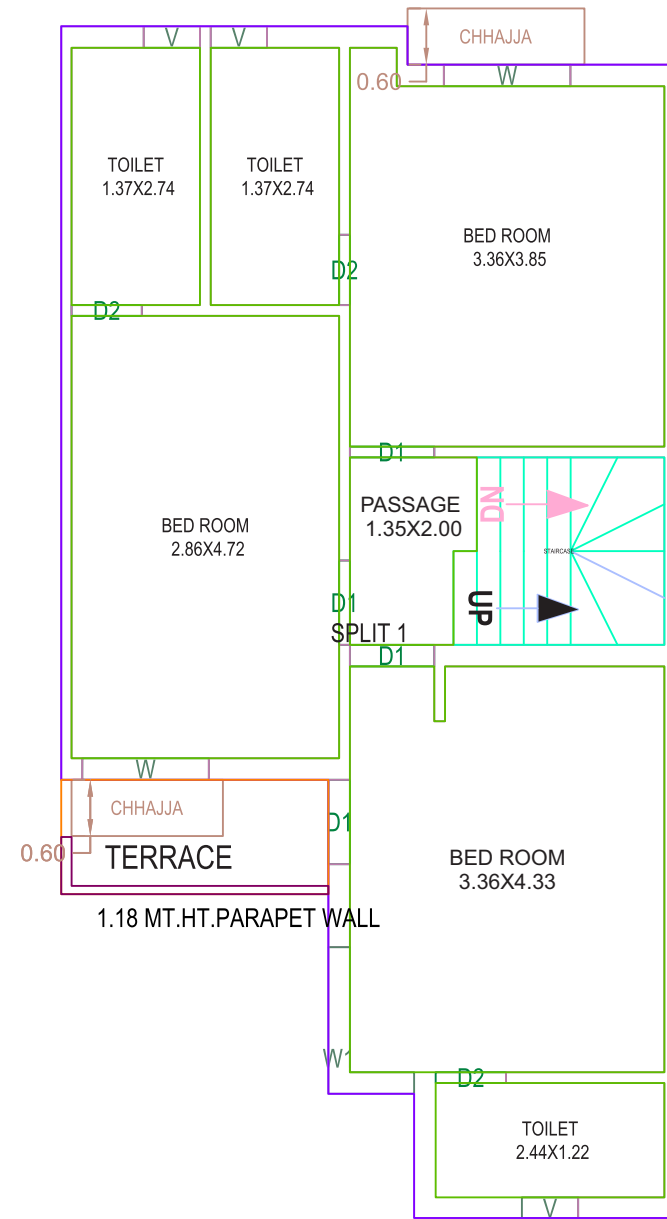 CHHAJJA
V
V
W
0.60
TOILET
1.37X2.74
TOILET
1.37X2.74
BED ROOM
3.36X3.85
D2
D2
D1
PASSAGE
1.35X2.00
DN
BED ROOM
2.86X4.72
STAIRCASE
D1
UP
SPLIT 1
D1
W
CHHAJJA
D1
0.60
TERRACE
BED ROOM
3.36X4.33
1.18 MT.HT.PARAPET WALL
W1
D2
TOILET
2.44X1.22
V